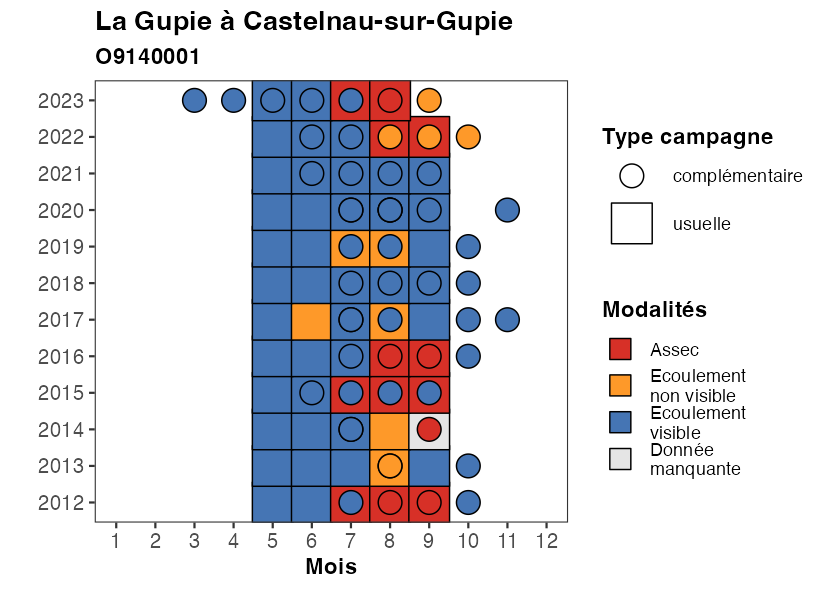 La Gupie à Castelnau-sur-Gupie
O9140001
2023
2022
2021
2020
2019
2018
2017
2016
2015
2014
2013
2012
1 2 3 4 5 6 7 8 9 10 11 12
Mois
Type campagne
complémentaire
usuelle
Modalités
Assec
Ecoulement
non visible
Ecoulement
visible
Donnée
manquante